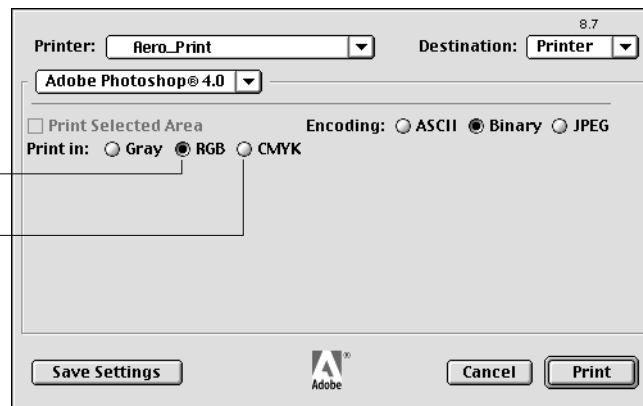 8.7
Printer: Aero_Print Destination: Printer
Adobe Photoshop® 4.0
Print Selected Area Encoding: ASCII Binary JPEG
Print in: Gray RGB CMYK
Save Settings Adobe ® Cancel Print